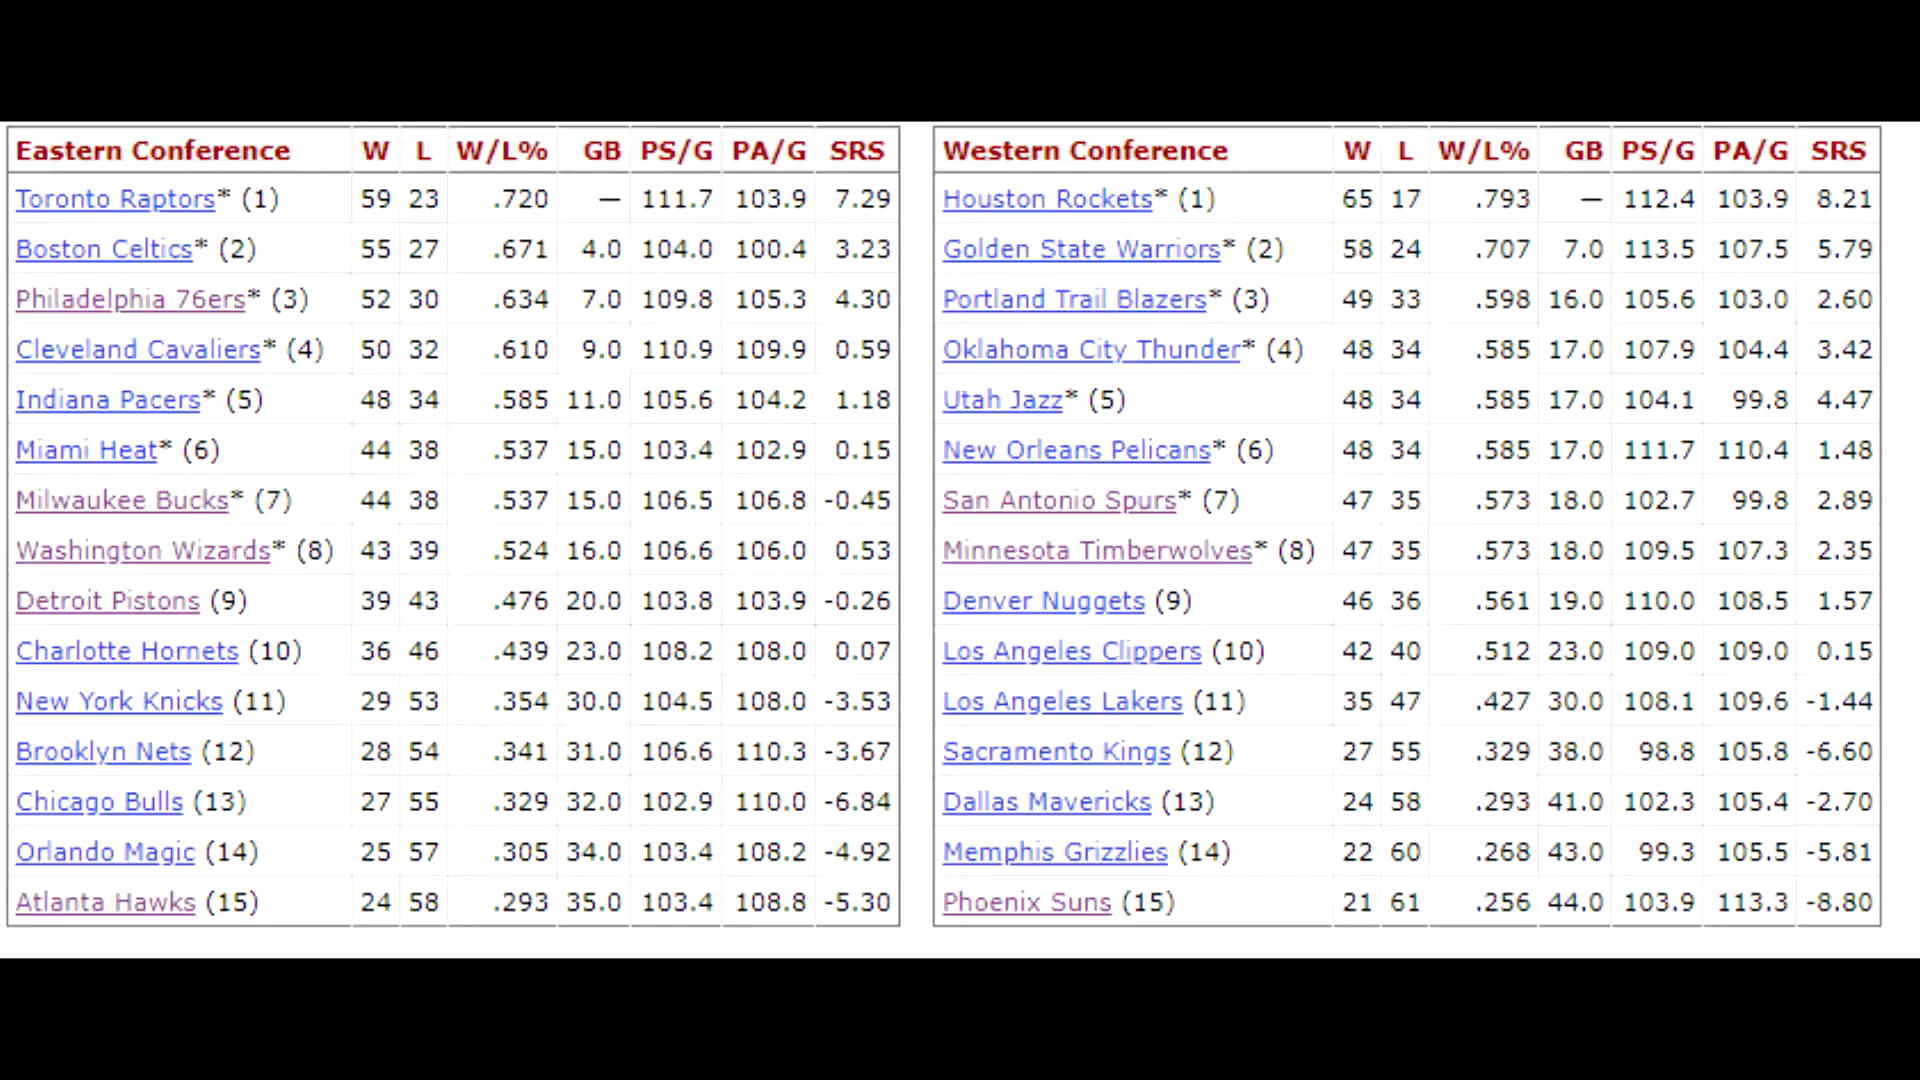 Eastern Conference W L W/L% GB PS/G PA/G SRS
Toronto Raptors* (1) 59 23 .720 — 111.7 103.9 7.29
Boston Celtics* (2) 55 27 .671 4.0 104.0 100.4 3.23
Philadelphia 76ers* (3) 52 30 .634 7.0 109.8 105.3 4.30
Cleveland Cavaliers* (4) 50 32 .610 9.0 110.9 109.9 0.59
Indiana Pacers* (5) 48 34 .585 11.0 105.6 104.2 1.18
Miami Heat* (6) 44 38 .537 15.0 103.4 102.9 0.15
Milwaukee Bucks* (7) 44 38 .537 15.0 106.5 106.8 -0.45
Washington Wizards* (8) 43 39 .524 16.0 106.6 106.0 0.53
Detroit Pistons (9) 39 43 .476 20.0 103.8 103.9 -0.26
Charlotte Hornets (10) 36 46 .439 23.0 108.2 108.0 0.07
New York Knicks (11) 29 53 .354 30.0 104.5 108.0 -3.53
Brooklyn Nets (12) 28 54 .341 31.0 106.6 110.3 -3.67
Chicago Bulls (13) 27 55 .329 32.0 102.9 110.0 -6.84
Orlando Magic (14) 25 57 .305 34.0 103.4 108.2 -4.92
Atlanta Hawks (15) 24 58 .293 35.0 103.4 108.8 -5.30
Western Conference W L W/L% GB PS/G PA/G SRS
Houston Rockets* (1) 65 17 .793 — 112.4 103.9 8.21
Golden State Warriors* (2) 58 24 .707 7.0 113.5 107.5 5.79
Portland Trail Blazers* (3) 49 33 .598 16.0 105.6 103.0 2.60
Oklahoma City Thunder* (4) 48 34 .585 17.0 107.9 104.4 3.42
Utah Jazz* (5) 48 34 .585 17.0 104.1 99.8 4.47
New Orleans Pelicans* (6) 48 34 .585 17.0 111.7 110.4 1.48
San Antonio Spurs* (7) 47 35 .573 18.0 102.7 99.8 2.89
Minnesota Timberwolves* (8) 47 35 .573 18.0 109.5 107.3 2.35
Denver Nuggets (9) 46 36 .561 19.0 110.0 108.5 1.57
Los Angeles Clippers (10) 42 40 .512 23.0 109.0 109.0 0.15
Los Angeles Lakers (11) 35 47 .427 30.0 108.1 109.6 -1.44
Sacramento Kings (12) 27 55 .329 38.0 98.8 105.8 -6.60
Dallas Mavericks (13) 24 58 .293 41.0 102.3 105.4 -2.70
Memphis Grizzlies (14) 22 60 .268 43.0 99.3 105.5 -5.81
Phoenix Suns (15) 21 61 .256 44.0 103.9 113.3 -8.80